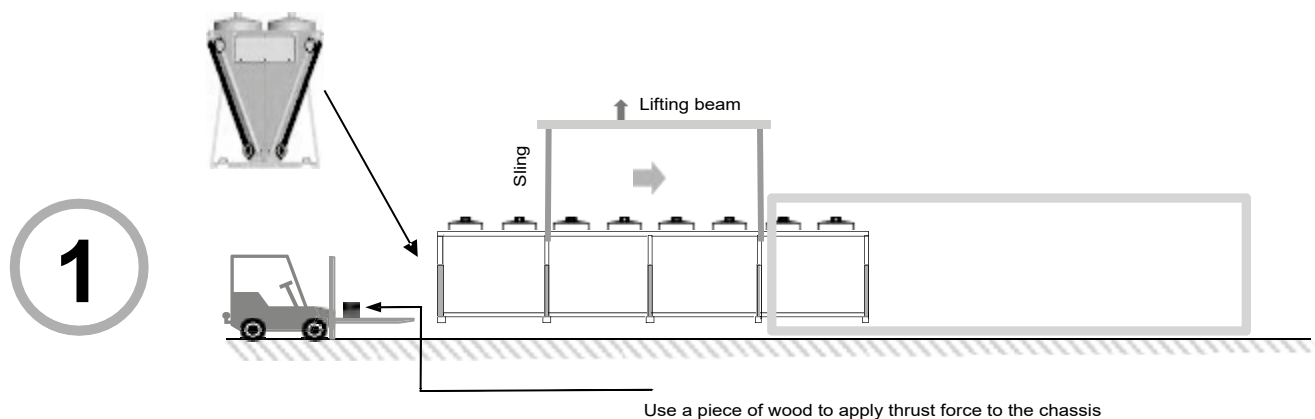 Lifting beam
Sling
1
Use a piece of wood to apply thrust force to the chassis